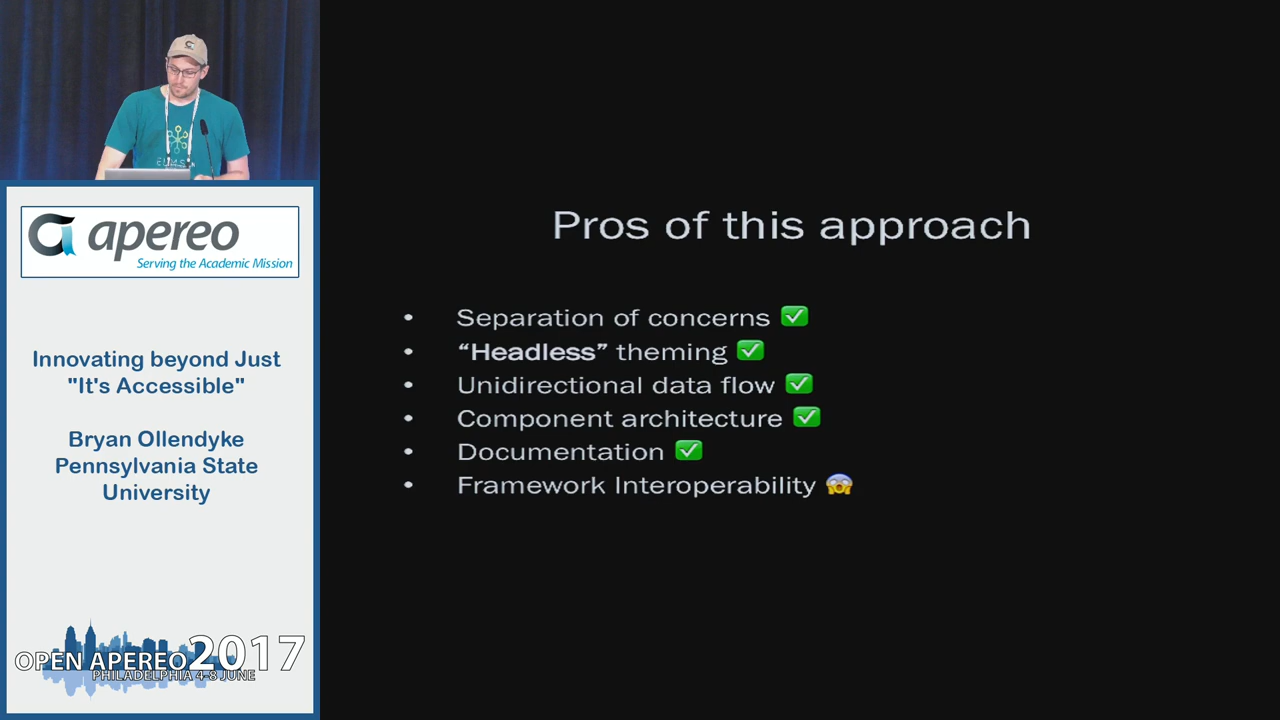 apereo
Serving the Academic Mission
Innovating beyond Just
"It's Accessible"
Bryan Ollendyke
Pennsylvania State
University
OPEN APEREO 2017
PHILADELPHIA 4-8 JUNE
Pros of this approach
• Separation of concerns ✅
• “Headless” theming ✅
• Unidirectional data flow ✅
• Component architecture ✅
• Documentation ✅
• Framework Interoperability 😱